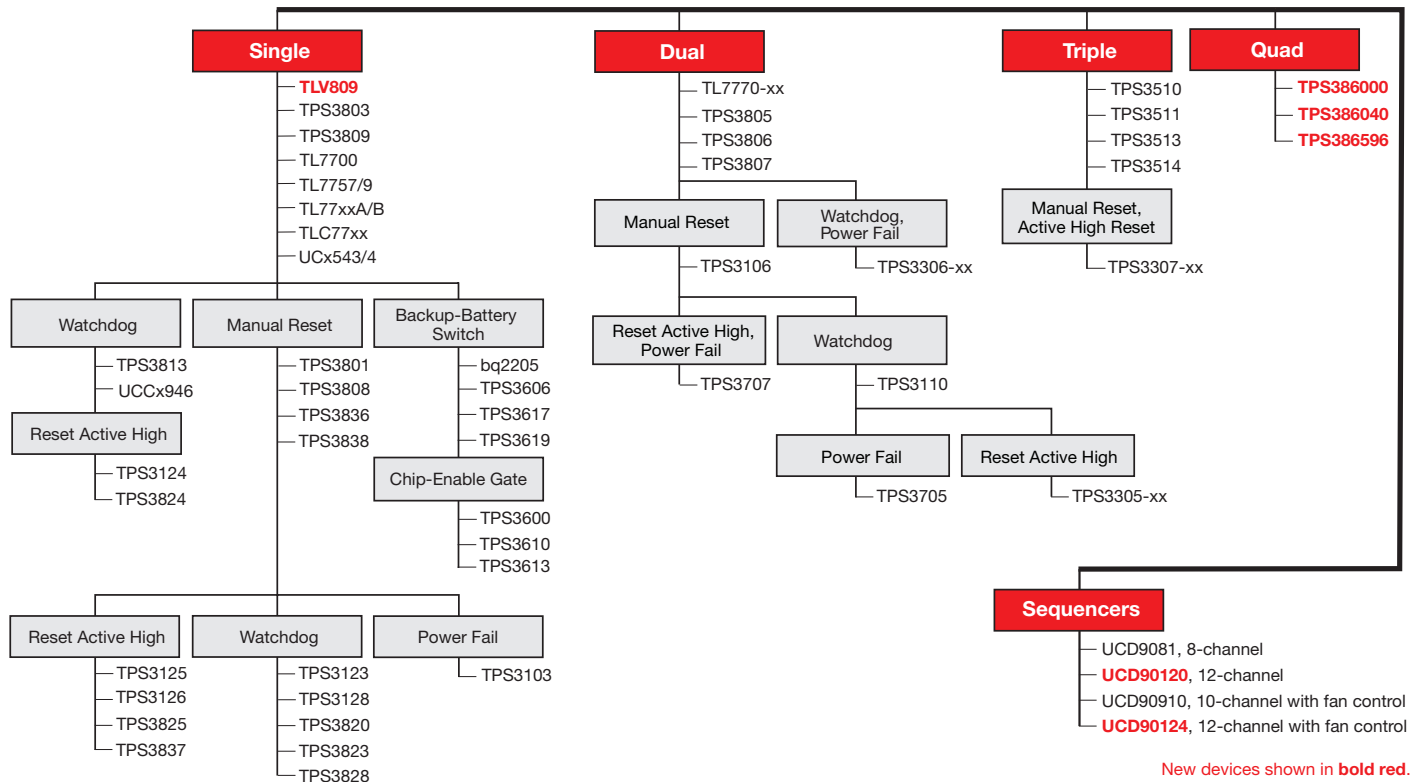 Single
TLV809
TPS3803
TPS3809
TL7700
TL7757/9
TL77xxA/B
TLC77xx
UCx543/4
Watchdog
TPS3813
UCCx946
Reset Active High
TPS3124
TPS3824
Manual Reset
TPS3801
TPS3808
TPS3836
TPS3838
Backup-Battery
Switch
bq2205
TPS3606
TPS3617
TPS3619
Chip-Enable Gate
TPS3600
TPS3610
TPS3613
Reset Active High
TPS3125
TPS3126
TPS3825
TPS3837
Watchdog
TPS3123
TPS3128
TPS3820
TPS3823
TPS3828
Power Fail
TPS3103
Dual
TL7770-xx
TPS3805
TPS3806
TPS3807
Manual Reset
TPS3106
Watchdog,
Power Fail
TPS3306-xx
Reset Active High,
Power Fail
TPS3707
Watchdog
TPS3110
Power Fail
TPS3705
Reset Active High
TPS3305-xx
Triple
TPS3510
TPS3511
TPS3513
TPS3514
Manual Reset,
Active High Reset
TPS3307-xx
Quad
TPS386000
TPS386040
TPS386596
Sequencers
UCD9081, 8-channel
UCD90120, 12-channel
UCD90910, 10-channel with fan control
UCD90124, 12-channel with fan control
New devices shown in bold red.